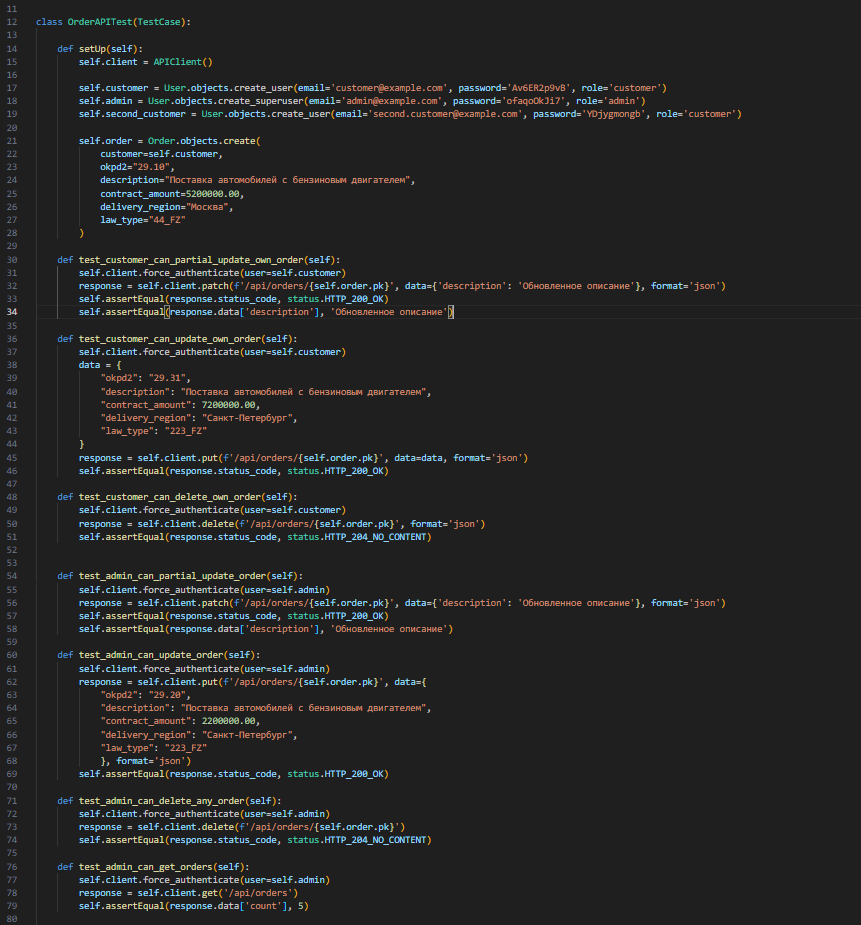 11
12 class OrderAPITest(TestCase):
13
14 def setUp(self):
15 self.client = APIClient()
16
17 self.customer = User.objects.create_user(email='customer@example.com', password='Av6ER2p9vB', role='customer')
18 self.admin = User.objects.create_superuser(email='admin@example.com', password='ofaqoOkJi7', role='admin')
19 self.second_customer = User.objects.create_user(email='second.customer@example.com', password='YDjygmongb', role='customer')
20
21 self.order = Order.objects.create(
22 customer=self.customer,
23 okpd2="29.10",
24 description="Поставка автомобилей с бензиновым двигателем",
25 contract_amount=5200000.00,
26 delivery_region="Москва",
27 law_type="44_FZ"
28 )
29
30 def test_customer_can_partial_update_own_order(self):
31 self.client.force_authenticate(user=self.customer)
32 response = self.client.patch(f'/api/orders/{self.order.pk}', data={'description': 'Обновленное описание'}, format='json')
33 self.assertEqual(response.status_code, status.HTTP_200_OK)
34 self.assertEqual(response.data['description'], 'Обновленное описание')
35
36 def test_customer_can_update_own_order(self):
37 self.client.force_authenticate(user=self.customer)
38 data = {
39 "okpd2": "29.31",
40 "description": "Поставка автомобилей с бензиновым двигателем",
41 "contract_amount": 7200000.00,
42 "delivery_region": "Санкт-Петербург",
43 "law_type": "223_FZ"
44 }
45 response = self.client.put(f'/api/orders/{self.order.pk}', data=data, format='json')
46 self.assertEqual(response.status_code, status.HTTP_200_OK)
47
48 def test_customer_can_delete_own_order(self):
49 self.client.force_authenticate(user=self.customer)
50 response = self.client.delete(f'/api/orders/{self.order.pk}', format='json')
51 self.assertEqual(response.status_code, status.HTTP_204_NO_CONTENT)
52
53
54 def test_admin_can_partial_update_order(self):
55 self.client.force_authenticate(user=self.admin)
56 response = self.client.patch(f'/api/orders/{self.order.pk}', data={'description': 'Обновленное описание'}, format='json')
57 self.assertEqual(response.status_code, status.HTTP_200_OK)
58 self.assertEqual(response.data['description'], 'Обновленное описание')
59
60 def test_admin_can_update_order(self):
61 self.client.force_authenticate(user=self.admin)
62 response = self.client.put(f'/api/orders/{self.order.pk}', data={
63 "okpd2": "29.20",
64 "description": "Поставка автомобилей с бензиновым двигателем",
65 "contract_amount": 2200000.00,
66 "delivery_region": "Санкт-Петербург",
67 "law_type": "223_FZ"
68 }, format='json')
69 self.assertEqual(response.status_code, status.HTTP_200_OK)
70
71 def test_admin_can_delete_any_order(self):
72 self.client.force_authenticate(user=self.admin)
73 response = self.client.delete(f'/api/orders/{self.order.pk}')
74 self.assertEqual(response.status_code, status.HTTP_204_NO_CONTENT)
75
76 def test_admin_can_get_orders(self):
77 self.client.force_authenticate(user=self.admin)
78 response = self.client.get('/api/orders')
79 self.assertEqual(response.data['count'], 5)
80